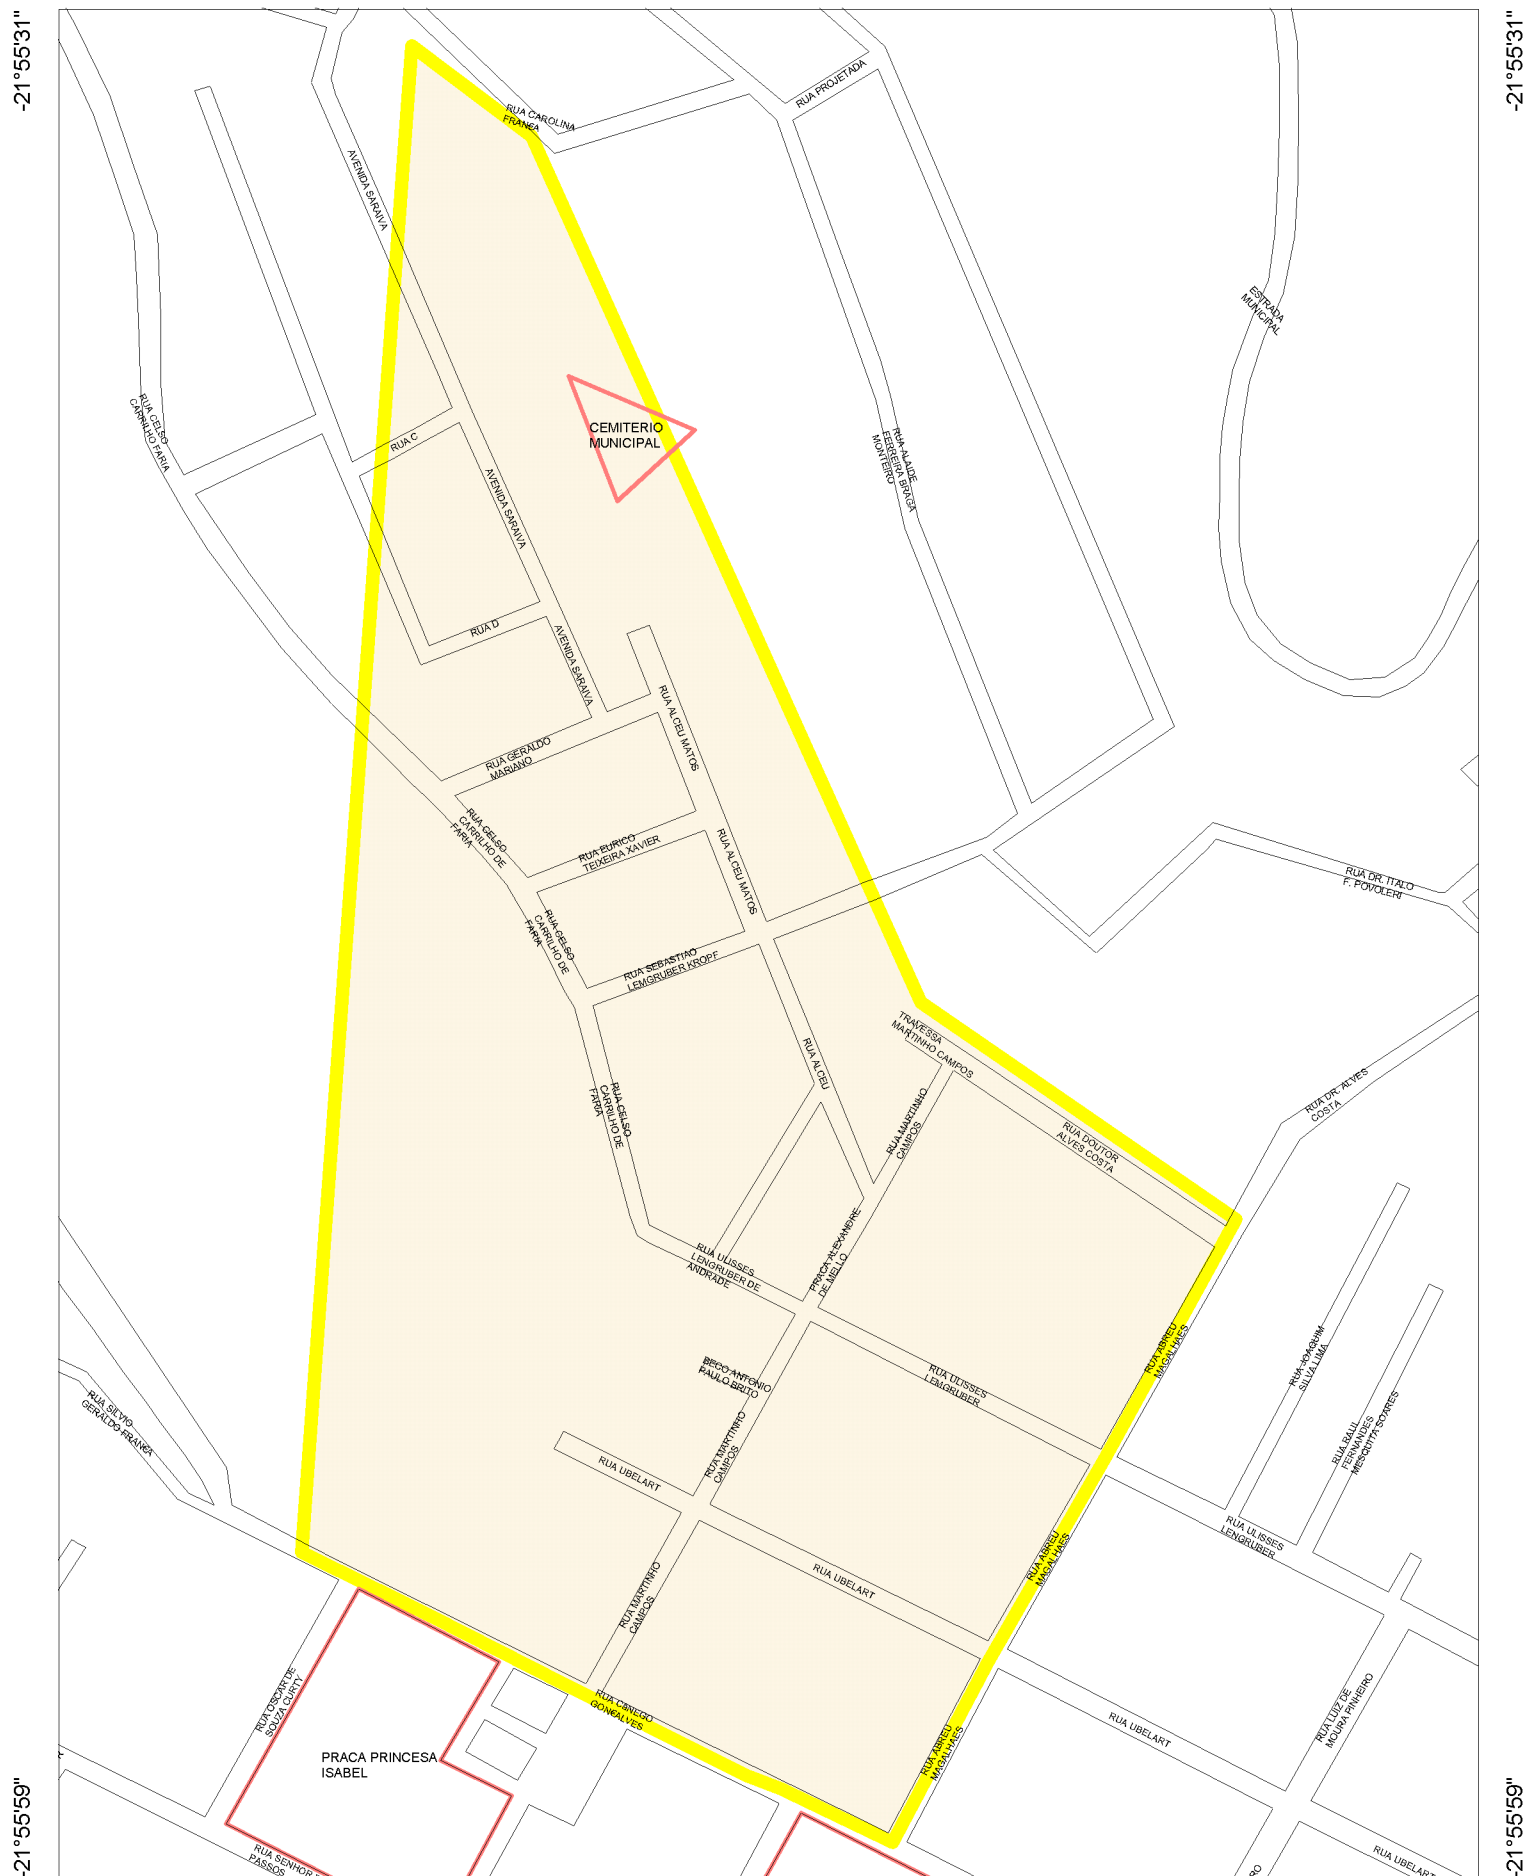 -21°55'31"
-21°55'31"
RUA PROJETADA
RUA CAROLINA
FRANCA
AVENIDA SARAIVA
ESTRADA
MUNICIPAL
RUA CELSO
CARRILHO FARIA
RUA C
CEMITERIO
MUNICIPAL
RUA ALAIDE
FERREIRA BRAGA
MONTEIRO
AVENIDA SARAIVA
RUA D
AVENIDA SARAIVA
RUA ALCEU MATOS
RUA GERALDO
MARIANO
RUA CELSO
CARRILHO DE
FARIA
RUA EURICO
TEIXEIRA XAVIER
RUA ALCEU MATOS
RUA DR. ITALO
F. POVOLERI
RUA CELSO
CARRILHO DE
FARIA
RUA SEBASTIAO
LEMGRUBER KROPF
TRAVESSA
MARTINHO CAMPOS
RUA ALCEU
RUA CELSO
CARRILHO DE
FARIA
RUA MARTINHO
CAMPOS
RUA DOUTOR
ALVES COSTA
RUA DR. ALVES
COSTA
RUA ULISSES
LENGRUBER DE
ANDRADE
PRACA ALEXANDRE
DE MELLO
RUA ABREU
MAGALHAES
RUA JOAQUIM
SILVA LIMA
BECO ANTONIO
PAULO BRITO
RUA ULISSES
LEMGRUBER
RUA SILVIO
GERALDO FRANCA
RUA MARTINHO
CAMPOS
RUA RAUL
FERNANDES
MESQUITA SOARES
RUA UBELART
RUA ULISSES
LENGRUBER
RUA ABREU
MAGALHAES
RUA UBELART
RUA MARTINHO
CAMPOS
RUA OSCAR DE
SOUZA CURTY
RUA CONEGO
GONCALVES
RUA LUIZ DE
MOURA PINHEIRO
RUA UBELART
RUA ABREU
MAGALHAES
PRACA PRINCESA
ISABEL
RUA SENHOR
PASSOS
RUA UBELART
RO
-21°55'59"
-21°55'59"